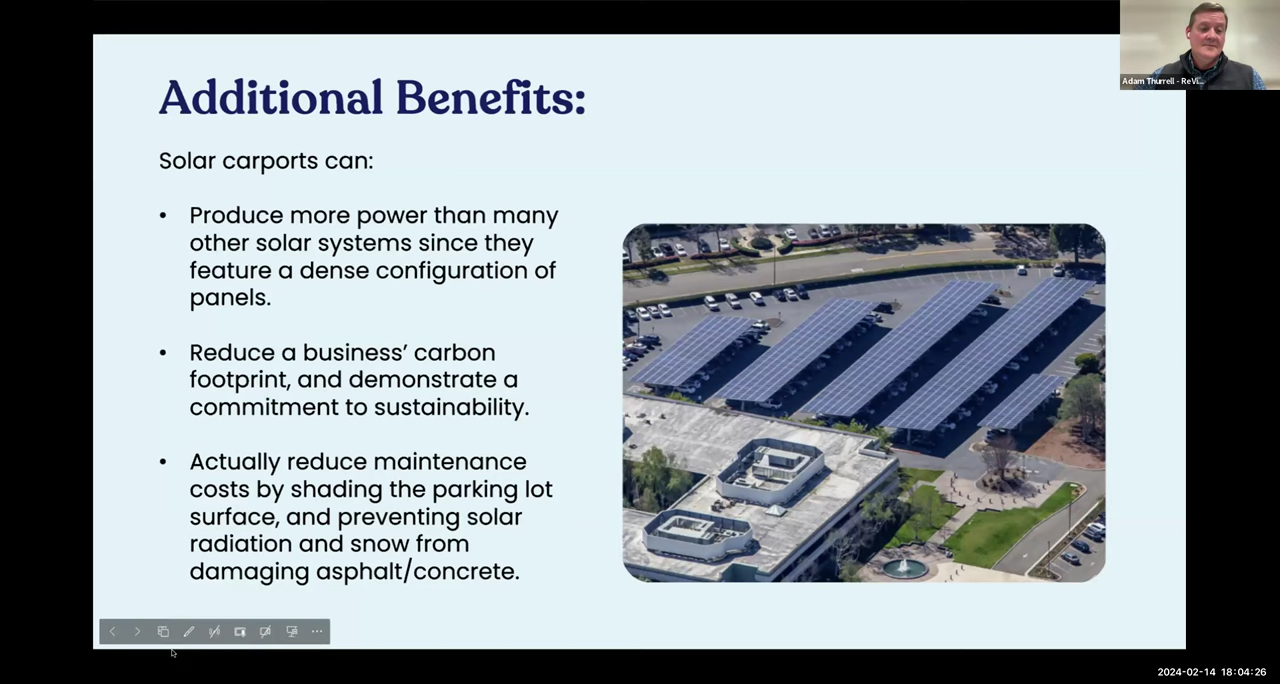 Additional Benefits:
Solar carports can:
• Produce more power than many
other solar systems since they
feature a dense configuration of
panels.
• Reduce a business’ carbon
footprint, and demonstrate a
commitment to sustainability.
• Actually reduce maintenance
costs by shading the parking lot
surface, and preventing solar
radiation and snow from
damaging asphalt/concrete.
Adam Thurrell - ReVi...
2024-02-14 18:04:26